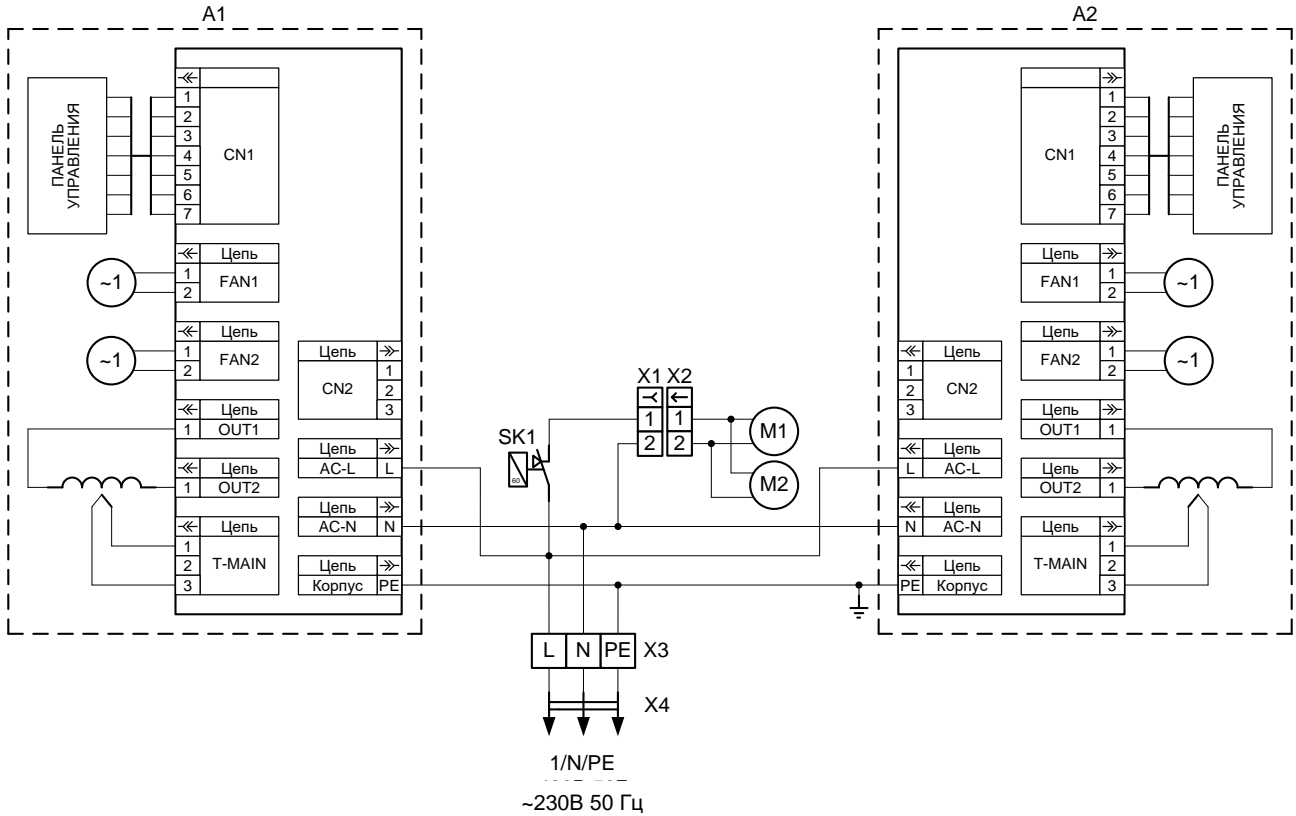 A1
A2
ПАНЕЛЬ
УПРАВЛЕНИЯ
1
2
3
4
5
6
7
CN1
Цепь
1
2
FAN1
Цепь
1
2
FAN2
Цепь
1
OUT1
Цепь
1
OUT2
Цепь
1
2
3
T-MAIN
~1
~1
Цепь
CN2
1
2
3
Цепь
AC-L
L
Цепь
AC-N
N
Цепь
Корпус
PE
SK1
60
X1
X2
1
2
1
2
M1
M2
L
N
PE
X3
X4
1/N/PE
~230В 50 Гц
Цепь
1
2
3
CN2
Цепь
L
AC-L
Цепь
N
AC-N
Цепь
PE
Корпус
CN1
1
2
3
4
5
6
7
ПАНЕЛЬ
УПРАВЛЕНИЯ
Цепь
FAN1
1
2
~1
Цепь
FAN2
1
2
~1
Цепь
OUT1
1
Цепь
OUT2
1
Цепь
T-MAIN
1
2
3